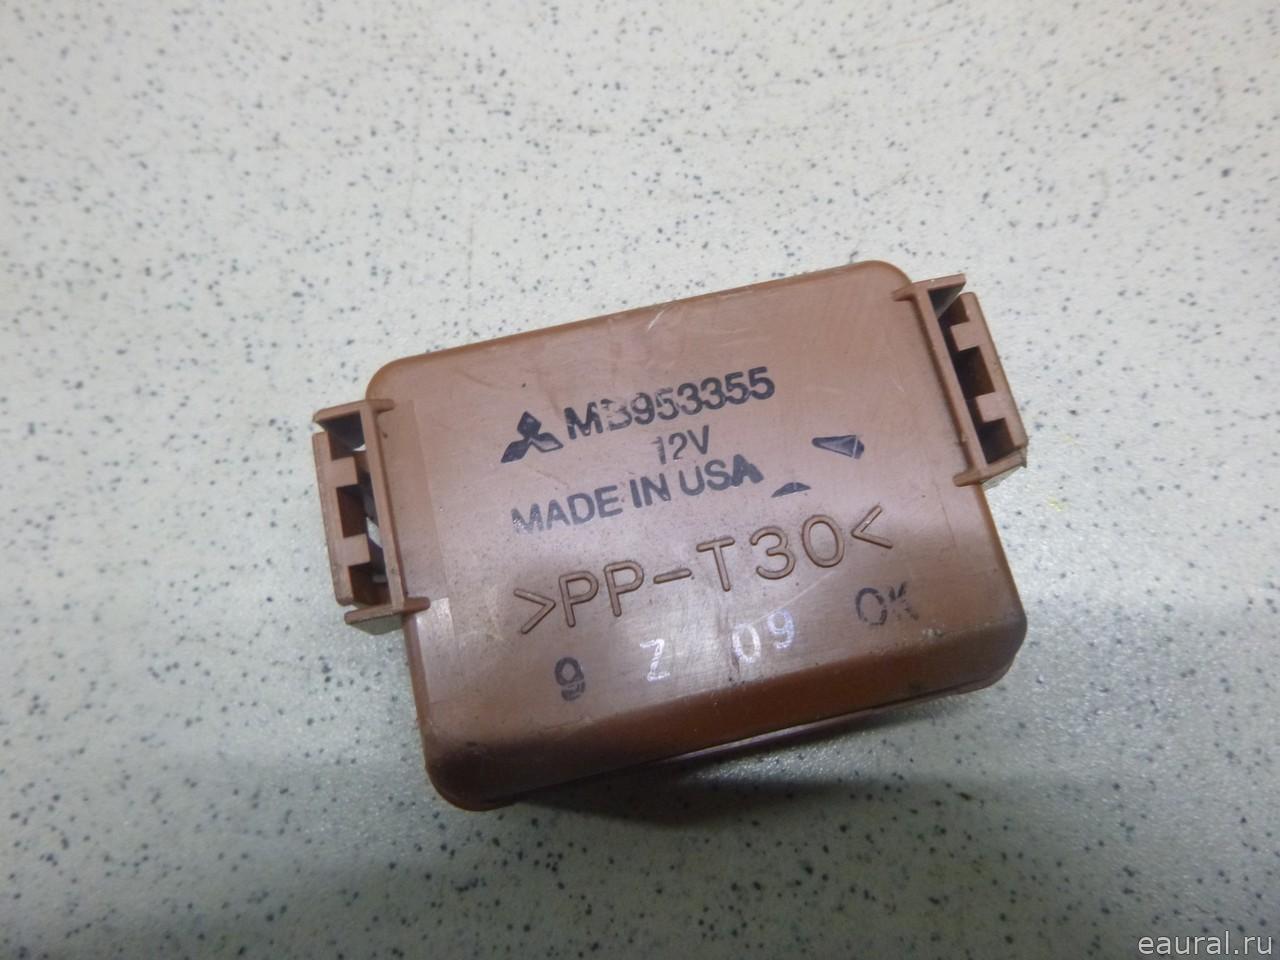 MB953355
12V
MADE IN USA
>PP-T30<
9 Z 09 OK
eaural.ru